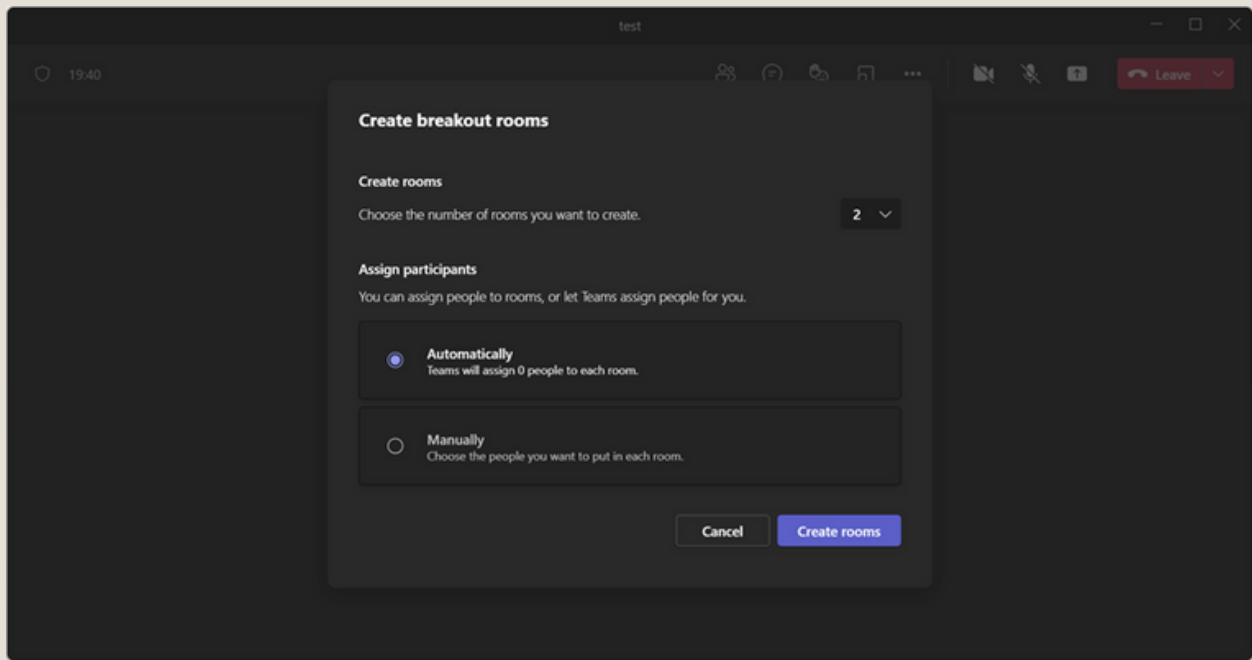 test
19:40
Leave
Create breakout rooms
Create rooms
Choose the number of rooms you want to create.
2
Assign participants
You can assign people to rooms, or let Teams assign people for you.
Automatically
Teams will assign 0 people to each room.
Manually
Choose the people you want to put in each room.
Cancel
Create rooms